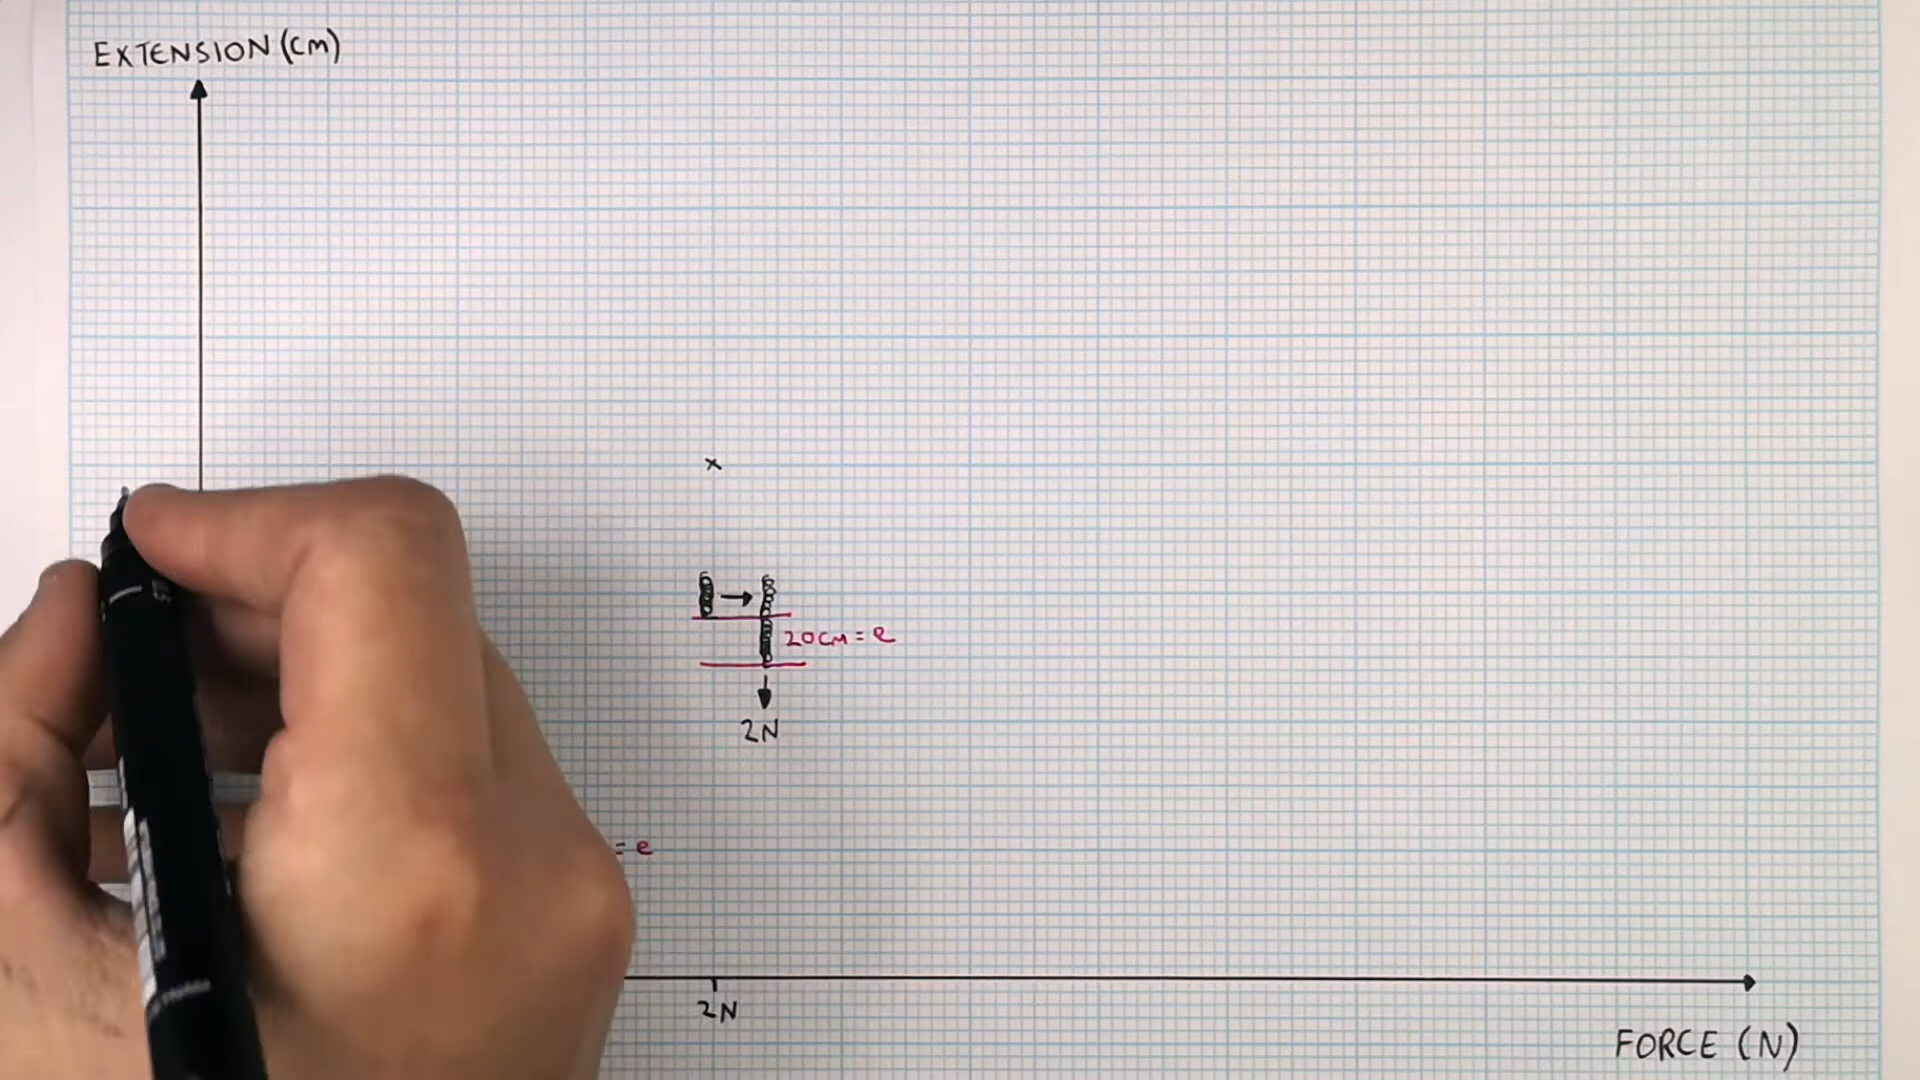 EXTENSION (cm)
20cm = e
2N
= e
2N
FORCE (N)